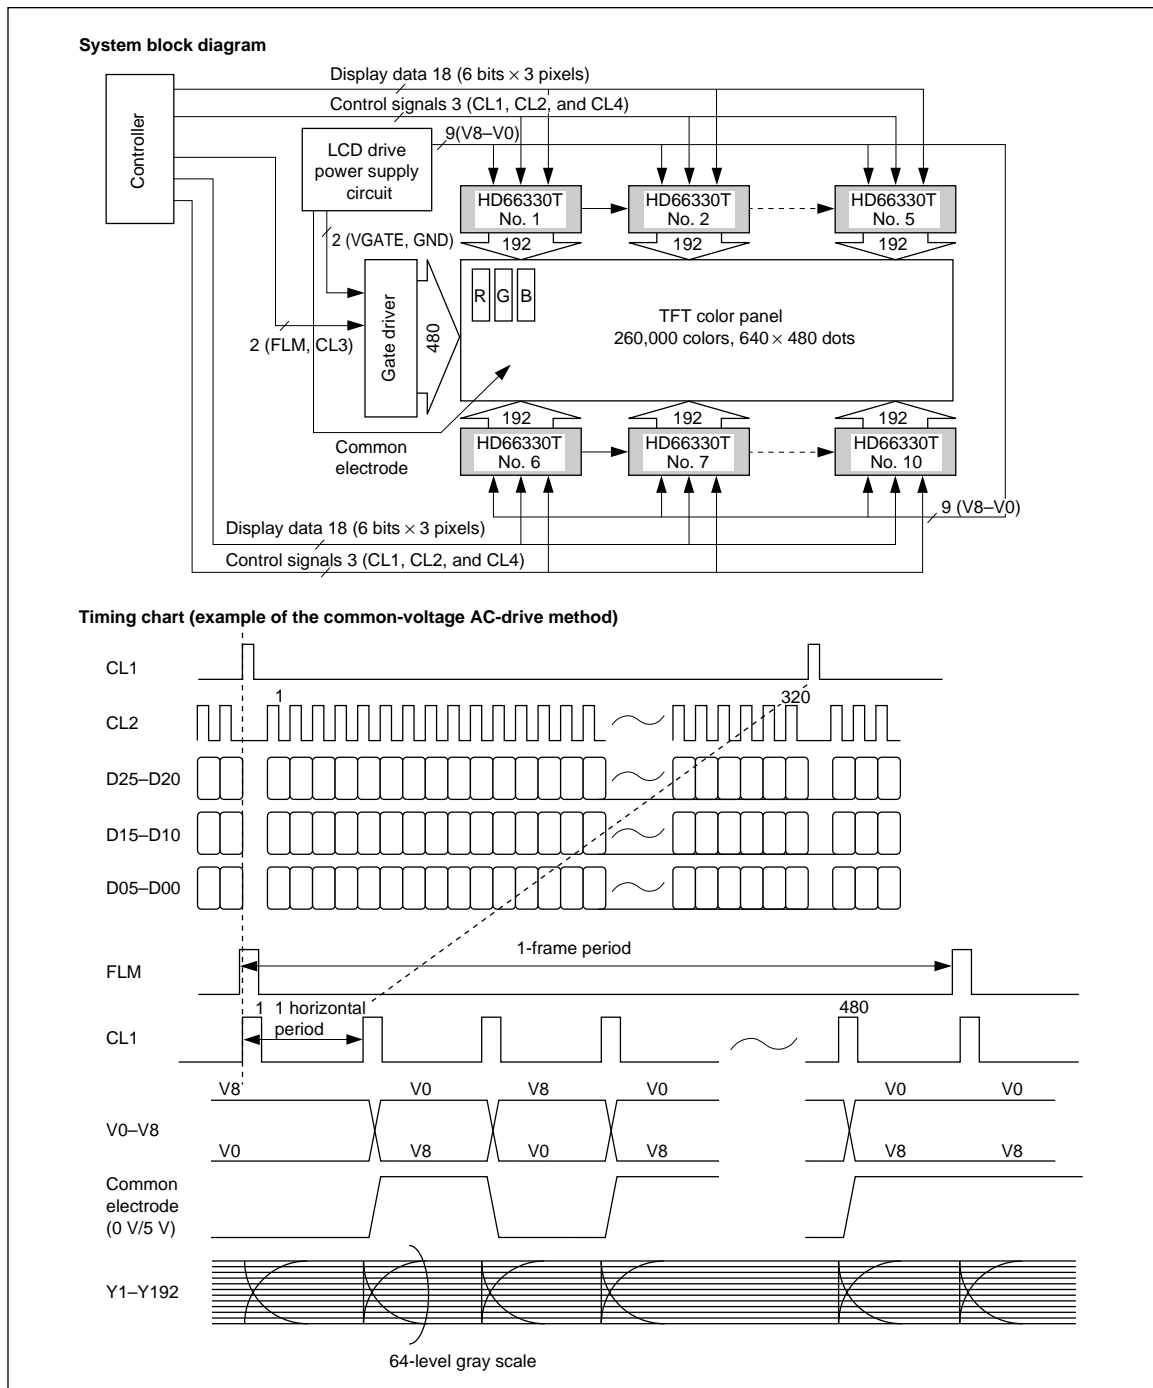 System block diagram
Display data 18 (6 bits × 3 pixels)
Control signals 3 (CL1, CL2, and CL4)
9(V8–V0)
Controller
LCD drive
power supply
circuit
HD66330T
No. 1
HD66330T
No. 2
HD66330T
No. 5
2 (VGATE, GND)
192
192
192
R G B
TFT color panel
260,000 colors, 640 × 480 dots
Gate driver
480
2 (FLM, CL3)
192
192
192
Common
electrode
HD66330T
No. 6
HD66330T
No. 7
HD66330T
No. 10
9 (V8–V0)
Display data 18 (6 bits × 3 pixels)
Control signals 3 (CL1, CL2, and CL4)
Timing chart (example of the common-voltage AC-drive method)
CL1
1
320
CL2
D25–D20
D15–D10
D05–D00
1-frame period
FLM
1 1 horizontal
period
480
CL1
V8 V0 V8 V0 V0 V0
V0–V8
V0 V8 V0 V8 V8 V8
Common
electrode
(0 V/5 V)
Y1–Y192
64-level gray scale